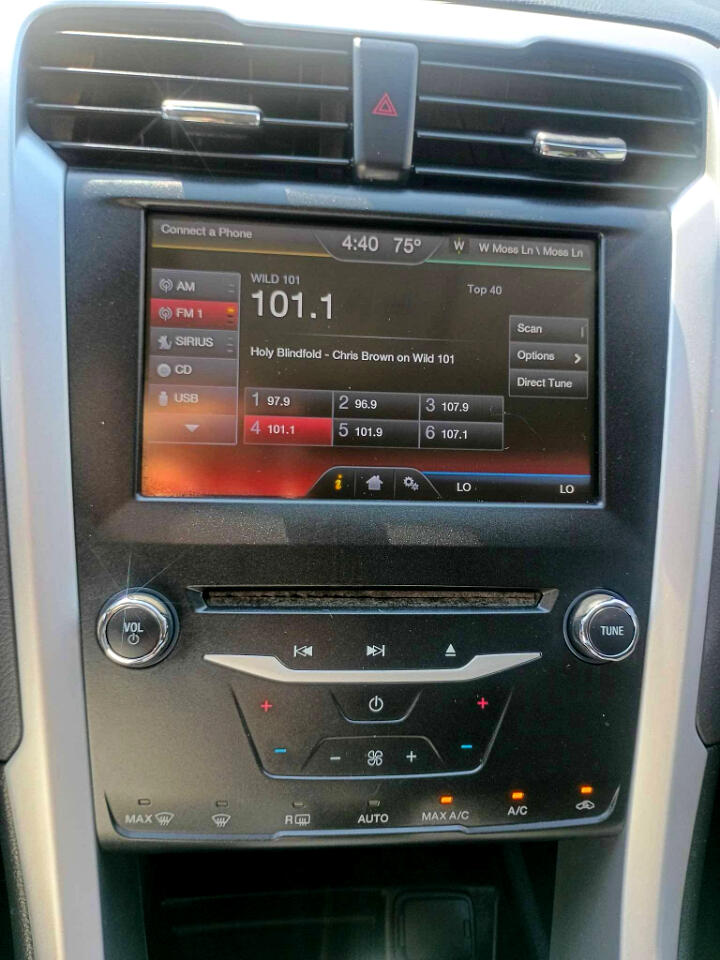 Connect a Phone
4:40 75°
W W Moss Ln \ Moss Ln
AM
FM 1
SIRIUS
CD
USB
WILD 101
101.1
Top 40
Holy Blindfold - Chris Brown on Wild 101
Scan
Options
Direct Tune
1 97.9 2 96.9 3 107.9
4 101.1 5 101.9 6 107.1
i
LO LO
VOL
TUNE
+ +
- -
- +
MAX R AUTO MAX A/C A/C